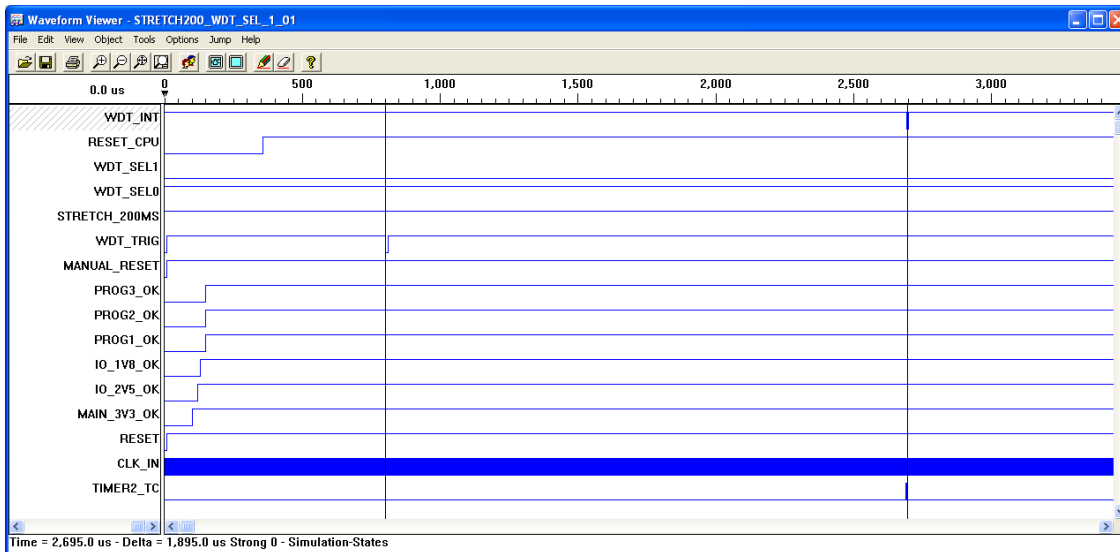 Waveform Viewer - STRETCH200_WDT_SEL_1_01
File Edit View Object Tools Options Jump Help
0.0 us 0 500 1,000 1,500 2,000 2,500 3,000
WDT_INT
RESET_CPU
WDT_SEL1
WDT_SEL0
STRETCH_200MS
WDT_TRIG
MANUAL_RESET
PROG3_OK
PROG2_OK
PROG1_OK
IO_1V8_OK
IO_2V5_OK
MAIN_3V3_OK
RESET
CLK_IN
TIMER2_TC
Time = 2,695.0 us - Delta = 1,895.0 us Strong 0 - Simulation-States